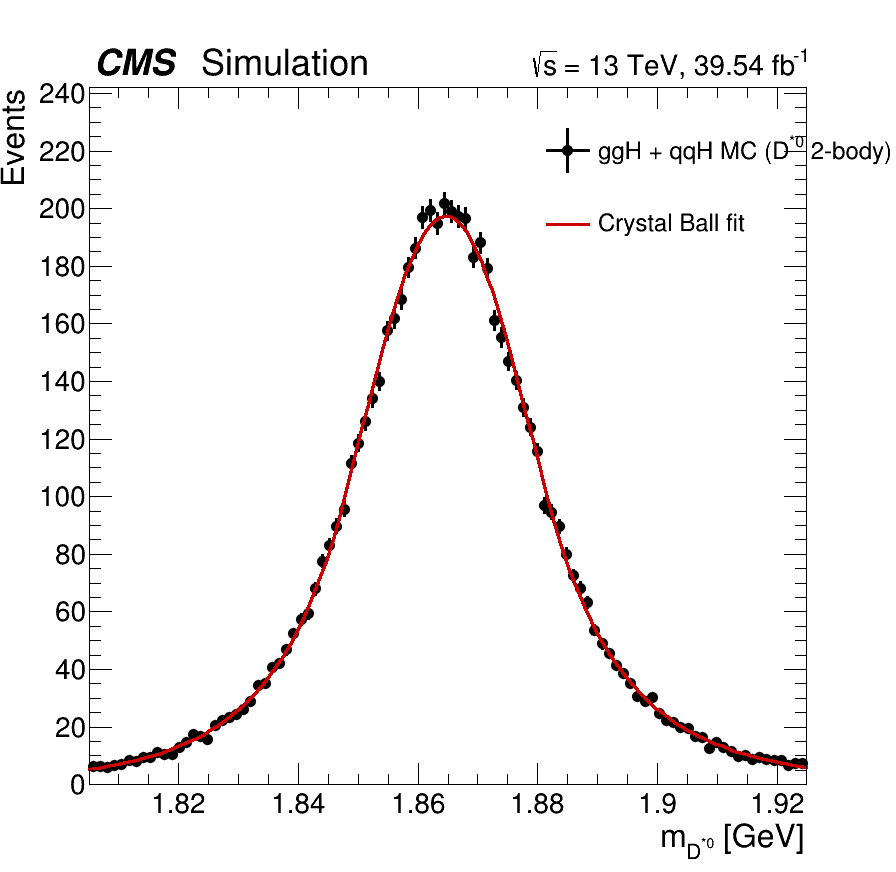 CMS Simulation √s = 13 TeV, 39.54 fb⁻¹
Events
240
220
200
180
160
140
120
100
80
60
40
20
0
ggH + qqH MC (D*⁰ 2-body)
Crystal Ball fit
1.82 1.84 1.86 1.88 1.9 1.92
m_D*⁰ [GeV]